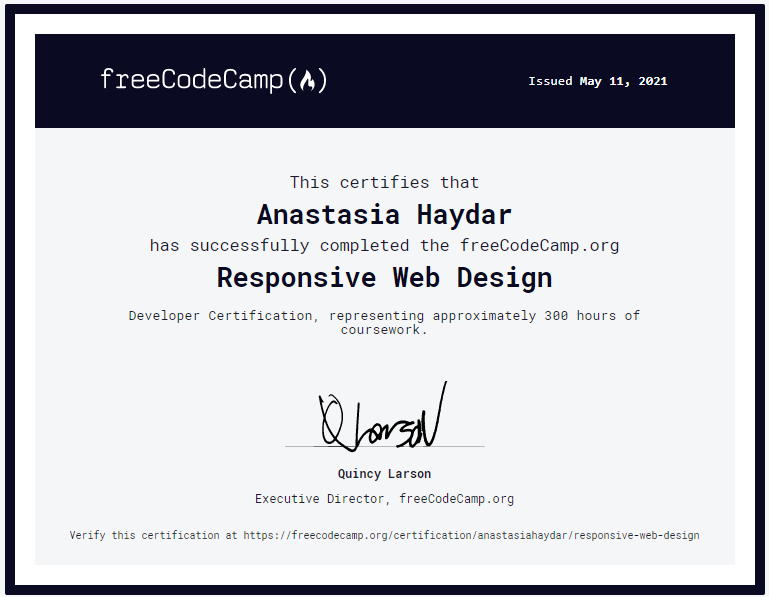 freeCodeCamp(🔥)
Issued May 11, 2021
This certifies that
Anastasia Haydar
has successfully completed the freeCodeCamp.org
Responsive Web Design
Developer Certification, representing approximately 300 hours of
coursework.
Q Larson
Quincy Larson
Executive Director, freeCodeCamp.org
Verify this certification at https://freecodecamp.org/certification/anastasiahaydar/responsive-web-design